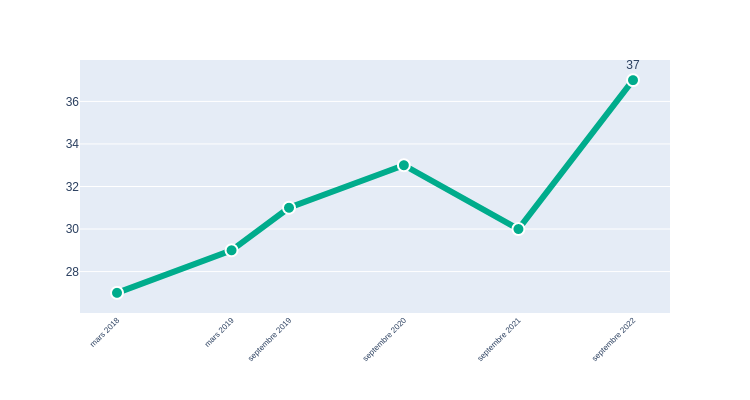 37
36
34
32
30
28
mars 2018
mars 2019
septembre 2019
septembre 2020
septembre 2021
septembre 2022